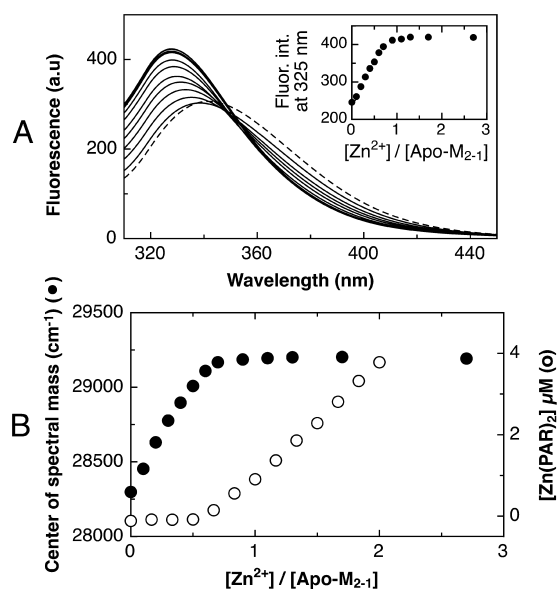 A
Fluorescence (a.u)
400
200
0
320
360
400
440
Wavelength (nm)
Fluor. int.
at 325 nm
400
300
200
0
1
2
3
[Zn2+] / [Apo-M2-1]
B
Center of spectral mass (cm-1) (●)
29500
29000
28500
28000
0
1
2
3
[Zn2+] / [Apo-M2-1]
4
2
0
[Zn(PAR)2] µM (o)